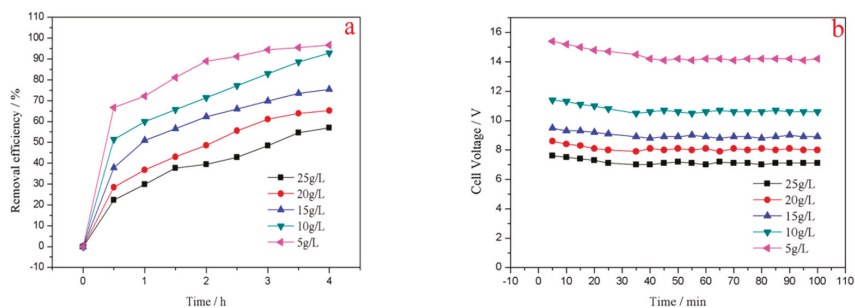 a
110
100
90
80
70
60
50
40
30
20
10
0
-10
Removal efficiency / %
25g/L
20g/L
15g/L
10g/L
5g/L
0 1 2 3 4
Time / h
b
16
14
12
10
8
6
4
2
0
Cell Voltage / V
25g/L
20g/L
15g/L
10g/L
5g/L
-10 0 10 20 30 40 50 60 70 80 90 100 110
Time / min